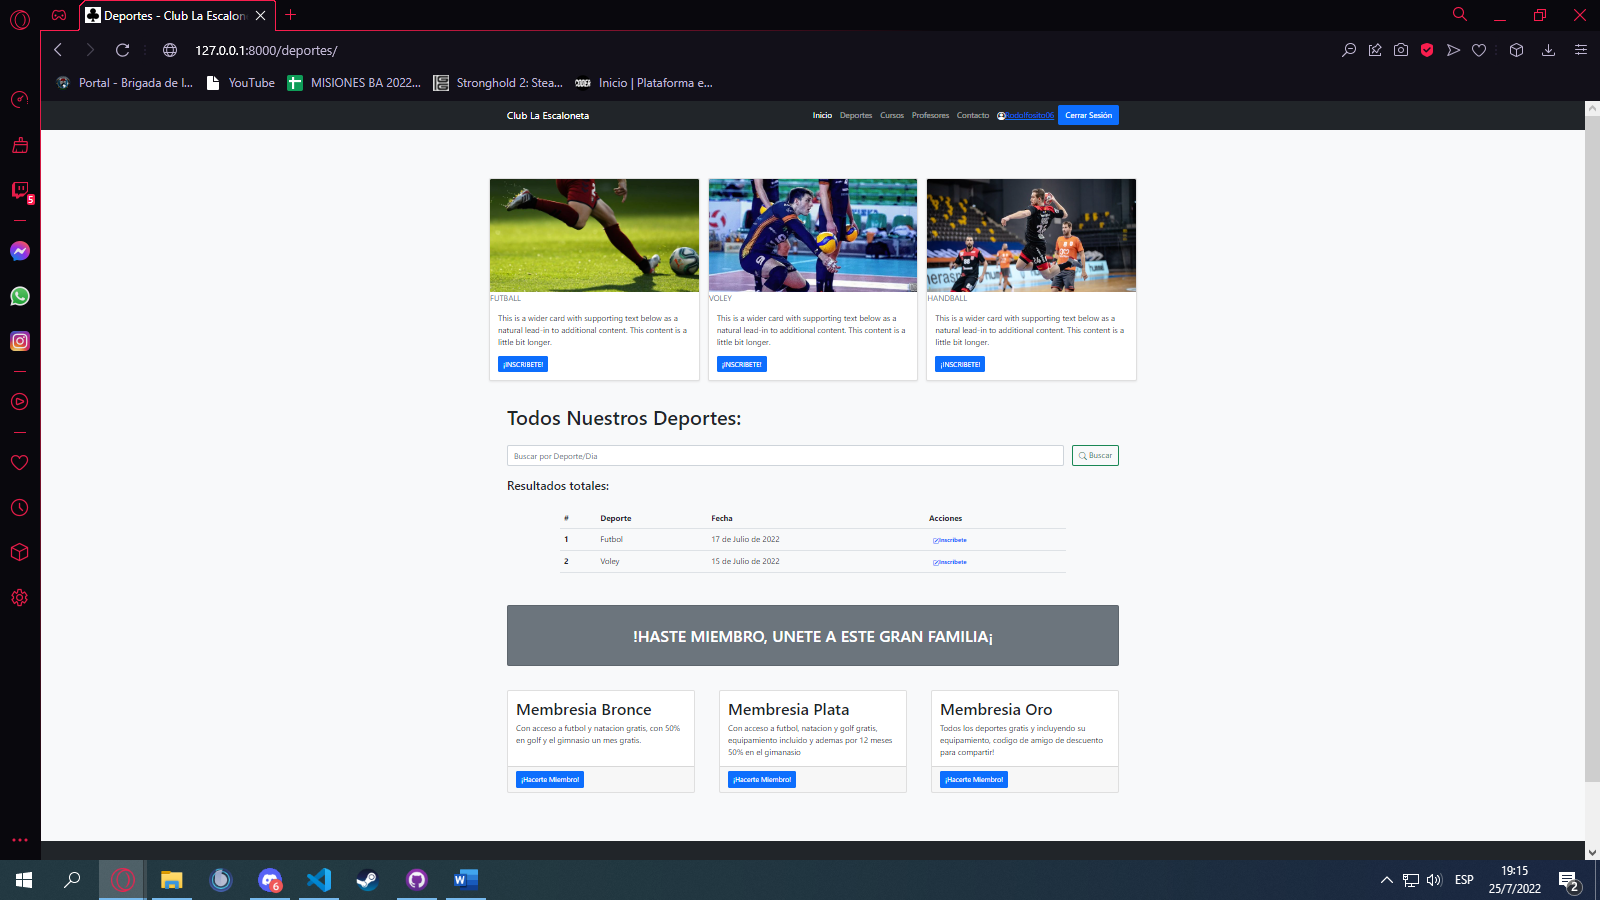 Deportes - Club La Escalon
127.0.0.1:8000/deportes/
Portal - Brigada de I... YouTube MISIONES BA 2022... Stronghold 2: Stea... Inicio | Plataforma e...
5
Club La Escaloneta
Inicio Deportes Cursos Profesores Contacto Rodolfosito06 Cerrar Sesión
FUTBALL
This is a wider card with supporting text below as a
natural lead-in to additional content. This content is a
little bit longer.
¡INSCRIBETE!
VOLEY
This is a wider card with supporting text below as a
natural lead-in to additional content. This content is a
little bit longer.
¡INSCRIBETE!
HANDBALL
This is a wider card with supporting text below as a
natural lead-in to additional content. This content is a
little bit longer.
¡INSCRIBETE!
Todos Nuestros Deportes:
Buscar por Deporte/Dia
Buscar
Resultados totales:
# Deporte Fecha Acciones
1 Futbol 17 de Julio de 2022 Inscribete
2 Voley 15 de Julio de 2022 Inscribete
!HASTE MIEMBRO, UNETE A ESTE GRAN FAMILIA¡
Membresia Bronce
Con acceso a futbol y natacion gratis, con 50%
en golf y el gimnasio un mes gratis.
¡Hacerte Miembro!
Membresia Plata
Con acceso a futbol, natacion y golf gratis,
equipamiento incluido y ademas por 12 meses
50% en el gimanasio
¡Hacerte Miembro!
Membresia Oro
Todos los deportes gratis y incluyendo su
equipamiento, codigo de amigo de descuento
para compartir!
¡Hacerte Miembro!
6
ESP
19:15
25/7/2022
2